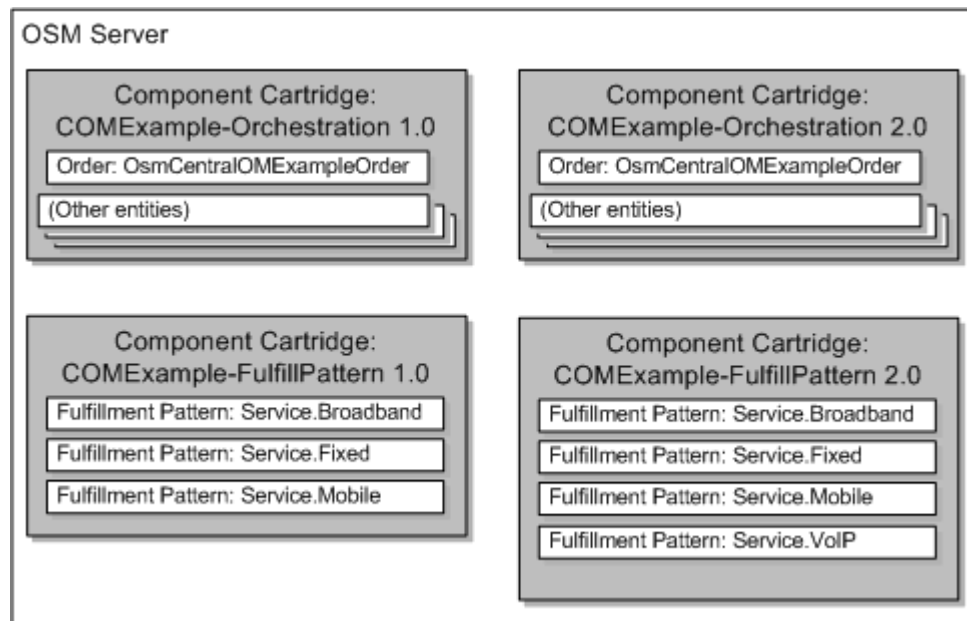 OSM Server
Component Cartridge:
COMExample-Orchestration 1.0
Order: OsmCentralOMExampleOrder
(Other entities)
Component Cartridge:
COMExample-Orchestration 2.0
Order: OsmCentralOMExampleOrder
(Other entities)
Component Cartridge:
COMExample-FulfillPattern 1.0
Fulfillment Pattern: Service.Broadband
Fulfillment Pattern: Service.Fixed
Fulfillment Pattern: Service.Mobile
Component Cartridge:
COMExample-FulfillPattern 2.0
Fulfillment Pattern: Service.Broadband
Fulfillment Pattern: Service.Fixed
Fulfillment Pattern: Service.Mobile
Fulfillment Pattern: Service.VoIP